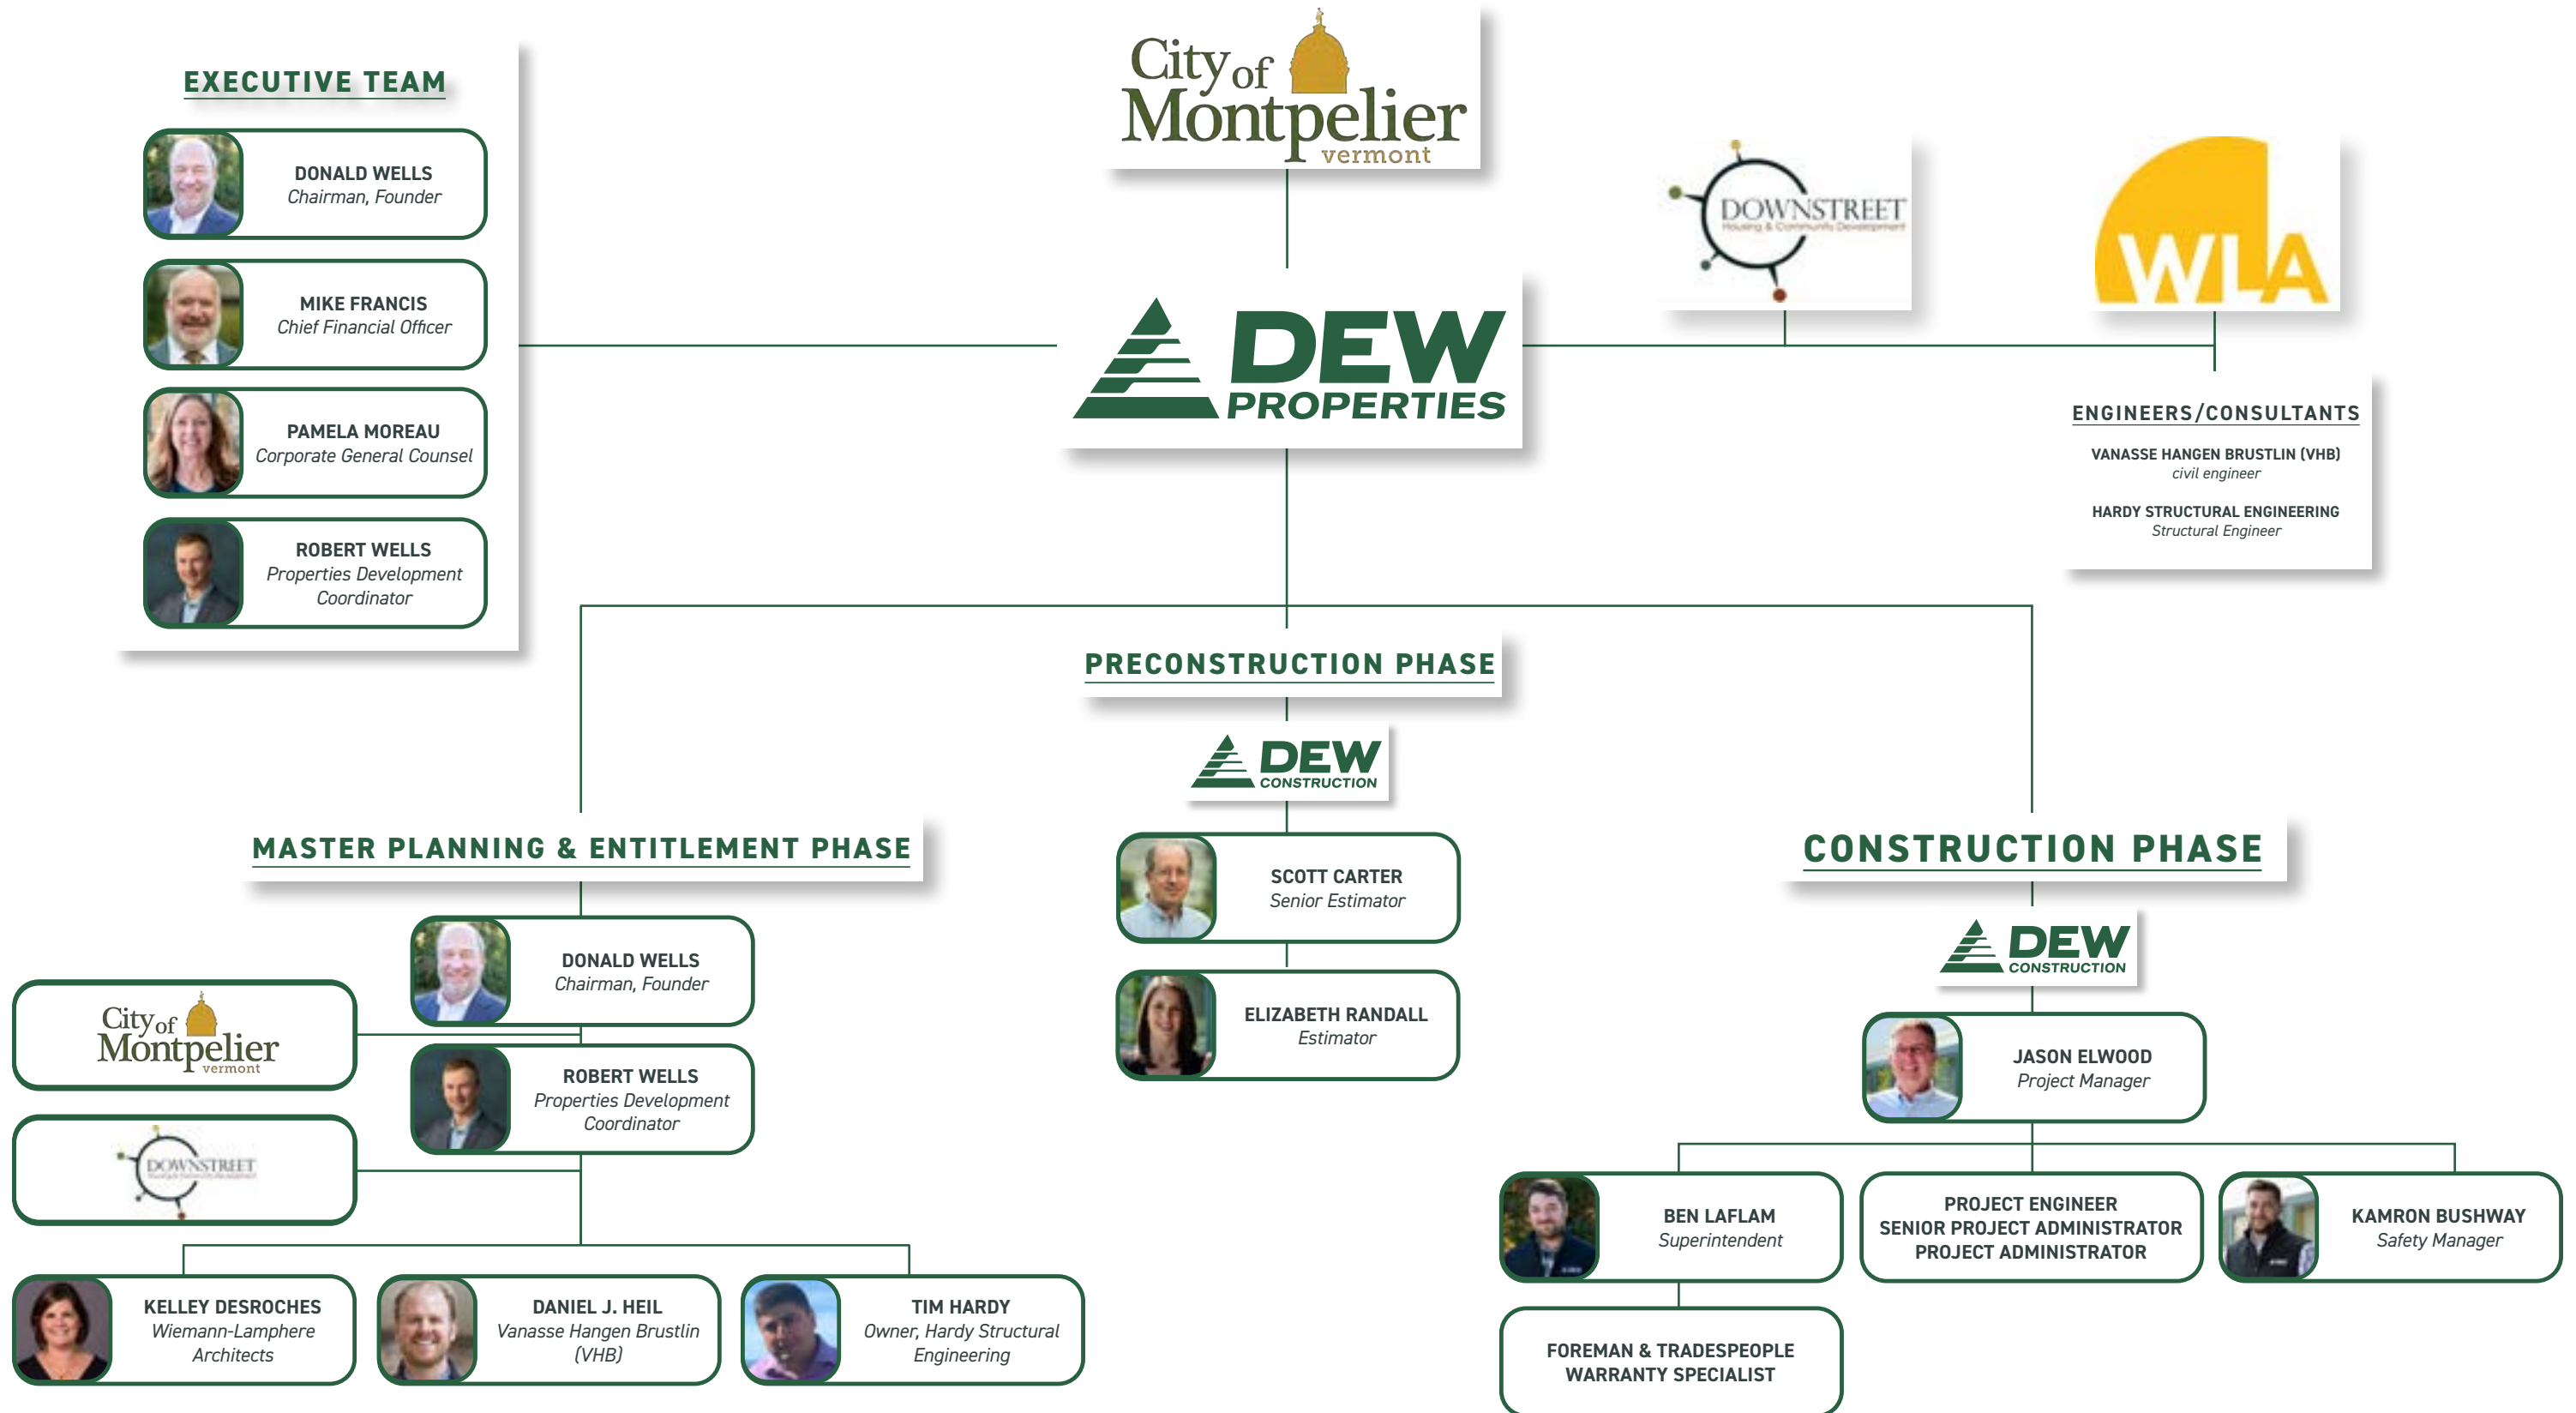 City of
Montpelier
vermont
EXECUTIVE TEAM
DONALD WELLS
Chairman, Founder
MIKE FRANCIS
Chief Financial Officer
PAMELA MOREAU
Corporate General Counsel
ROBERT WELLS
Properties Development
Coordinator
DEW
PROPERTIES
DOWNSTREET
Housing & Community Development
WLA
ENGINEERS/CONSULTANTS
VANASSE HANGEN BRUSTLIN (VHB)
civil engineer
HARDY STRUCTURAL ENGINEERING
Structural Engineer
MASTER PLANNING & ENTITLEMENT PHASE
DONALD WELLS
Chairman, Founder
City of
Montpelier
vermont
ROBERT WELLS
Properties Development
Coordinator
DOWNSTREET
KELLEY DESROCHES
Wiemann-Lamphere
Architects
DANIEL J. HEIL
Vanasse Hangen Brustlin
(VHB)
TIM HARDY
Owner, Hardy Structural
Engineering
PRECONSTRUCTION PHASE
DEW
CONSTRUCTION
SCOTT CARTER
Senior Estimator
ELIZABETH RANDALL
Estimator
CONSTRUCTION PHASE
DEW
CONSTRUCTION
JASON ELWOOD
Project Manager
BEN LAFLAM
Superintendent
PROJECT ENGINEER
SENIOR PROJECT ADMINISTRATOR
PROJECT ADMINISTRATOR
KAMRON BUSHWAY
Safety Manager
FOREMAN & TRADESPEOPLE
WARRANTY SPECIALIST